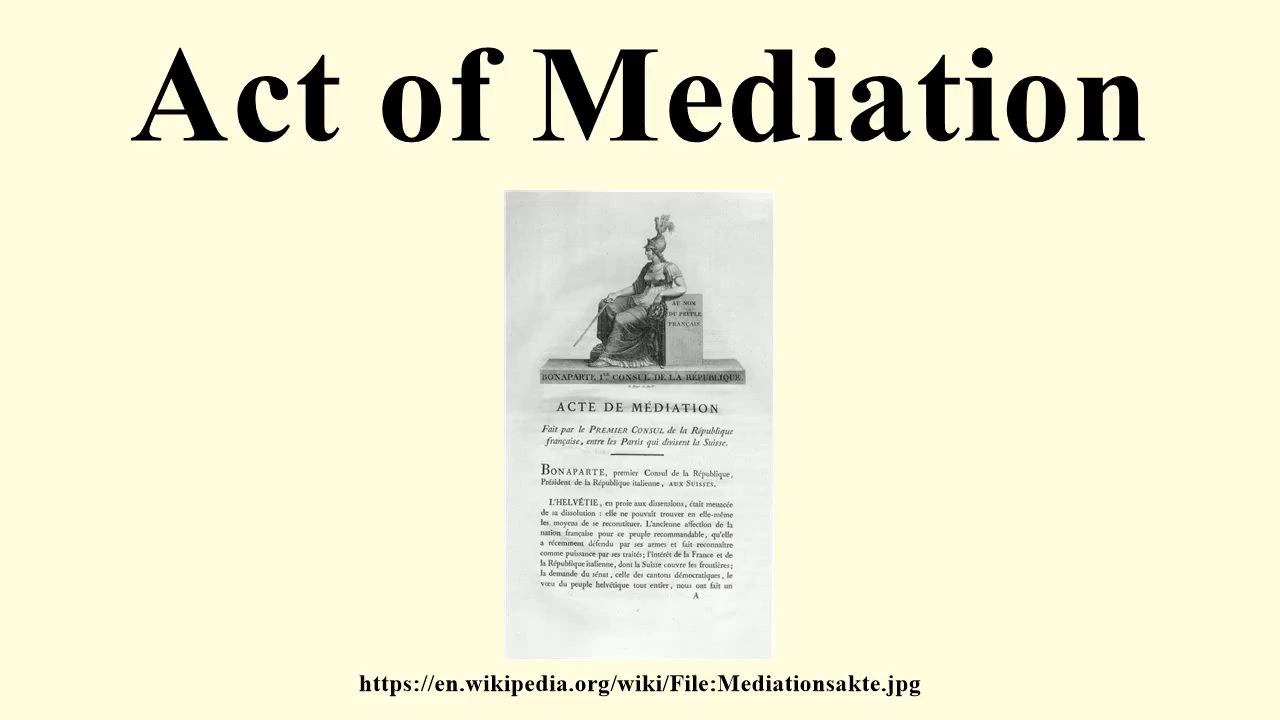 Act of Mediation
AU NOM
DU PEUPLE
FRANÇAIS
BONAPARTE, 1ER CONSUL DE LA RÉPUBLIQUE.
ACTE DE MÉDIATION
Fait par le PREMIER CONSUL de la République
française, entre les Partis qui divisent la Suisse.
BONAPARTE, premier Consul de la République,
Président de la République italienne, AUX SUISSES.
L'HELVÉTIE, en proie aux dissensions, était menacée
de sa dissolution : elle ne pouvait trouver en elle-même
les moyens de se reconstituer. L'ancienne affection de la
nation française pour ce peuple recommandable, qu'elle
a récemment défendu par ses armes et fait reconnaître
comme puissance par ses traités; l'intérêt de la France et de
la République italienne, dont la Suisse couvre les frontières;
la demande du sénat, celle des cantons démocratiques, le
vœu du peuple helvétique tout entier, nous ont fait un
A
https://en.wikipedia.org/wiki/File:Mediationsakte.jpg